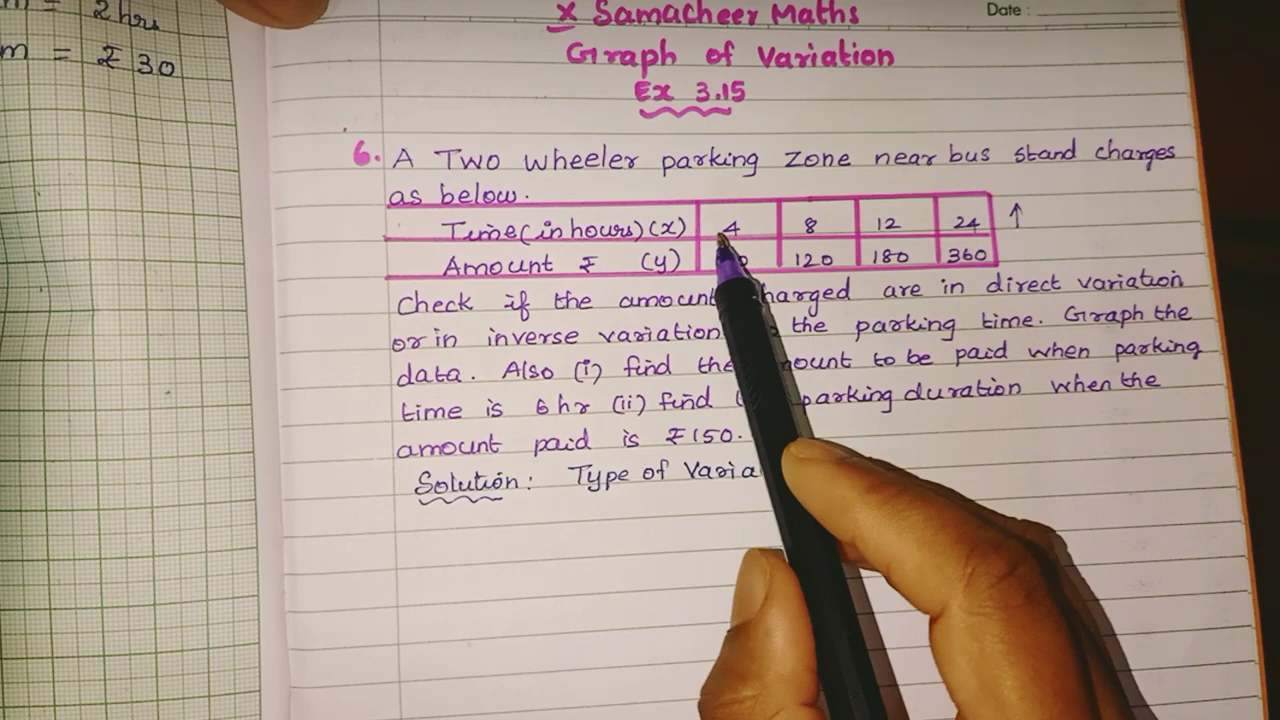 m = 2 hrs
m = ₹ 30
X Samacheer Maths
Date :
Graph of Variation
Ex 3.15
6. A Two wheeler parking zone near bus stand charges
as below.
Time (in hours) (x) 4 8 12 24 ↑
Amount ₹ (y) 120 180 360
Check if the amount charged are in direct variation
or in inverse variation the parking time. Graph the
data. Also (i) find the amount to be paid when parking
time is 6 hr (ii) find parking duration when the
amount paid is ₹ 150.
Solution: Type of Varia